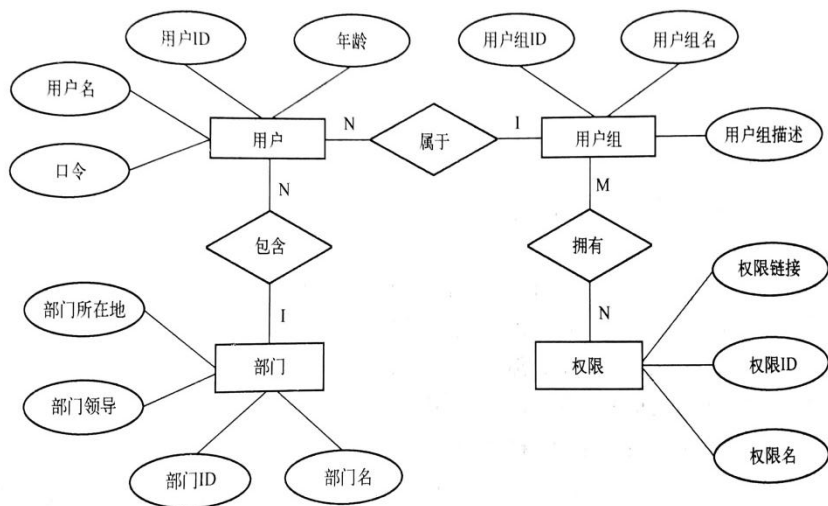 用户ID
年龄
用户组ID
用户组名
用户名
用户
N
属于
I
用户组
用户组描述
口令
N
M
包含
拥有
权限链接
部门所在地
I
N
部门
权限
权限ID
部门领导
部门ID
部门名
权限名